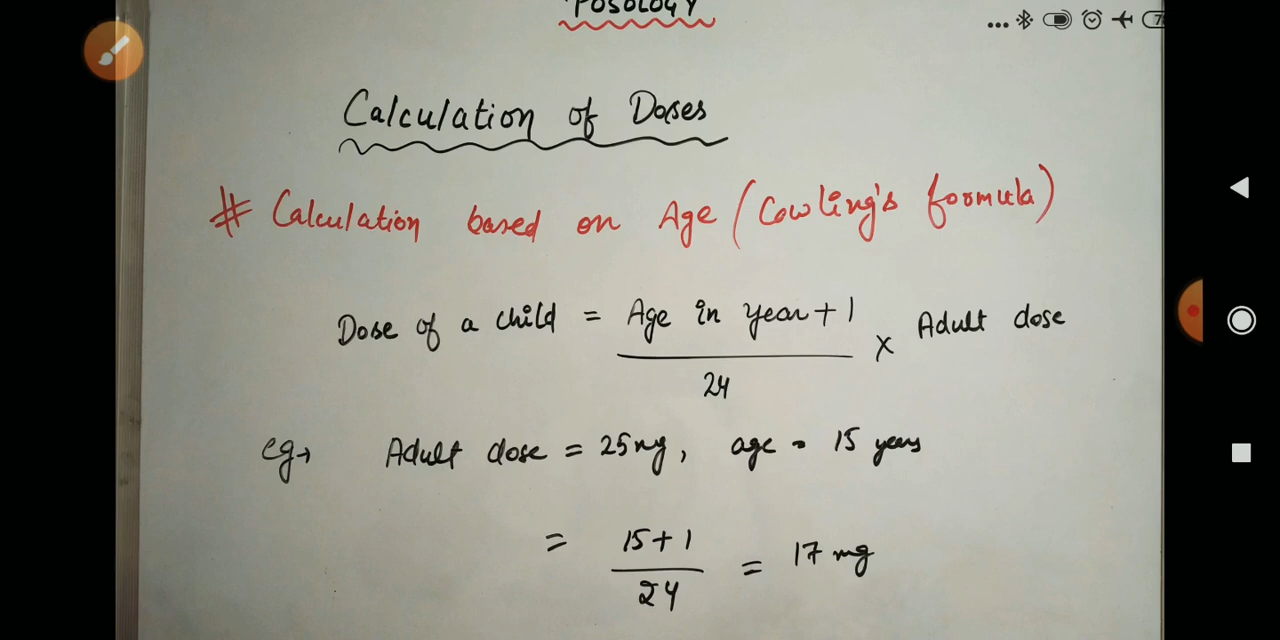 POSOLOGY
Calculation of Doses
# Calculation based on Age (Cowling's formula)
Dose of a child = Age in year + 1 / 24 x Adult dose
eg→ Adult dose = 25mg, age = 15 years
= 15 + 1 / 24 = 17 mg